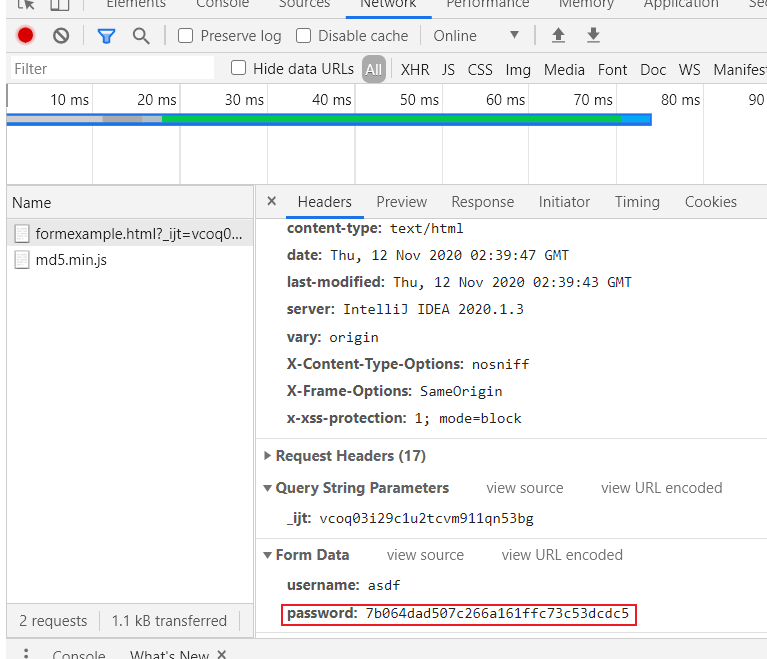 Elements Console Sources Network Performance Memory Application
Preserve log Disable cache Online
Filter Hide data URLs All XHR JS CSS Img Media Font Doc WS Manifest
10 ms 20 ms 30 ms 40 ms 50 ms 60 ms 70 ms 80 ms 90
Name × Headers Preview Response Initiator Timing Cookies
formexample.html?_ijt=vcoq0...
md5.min.js
content-type: text/html
date: Thu, 12 Nov 2020 02:39:47 GMT
last-modified: Thu, 12 Nov 2020 02:39:43 GMT
server: IntelliJ IDEA 2020.1.3
vary: origin
X-Content-Type-Options: nosniff
X-Frame-Options: SameOrigin
x-xss-protection: 1; mode=block
Request Headers (17)
Query String Parameters view source view URL encoded
_ijt: vcoq03i29c1u2tcvm911qn53bg
Form Data view source view URL encoded
username: asdf
password: 7b064dad507c266a161ffc73c53dcdc5
2 requests 1.1 kB transferred
Console What's New ×